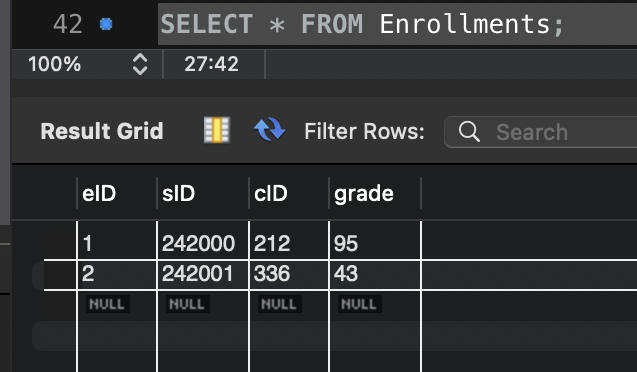 42 SELECT * FROM Enrollments;
100% 27:42
Result Grid Filter Rows: Search
eID sID cID grade
1 242000 212 95
2 242001 336 43
NULL NULL NULL NULL